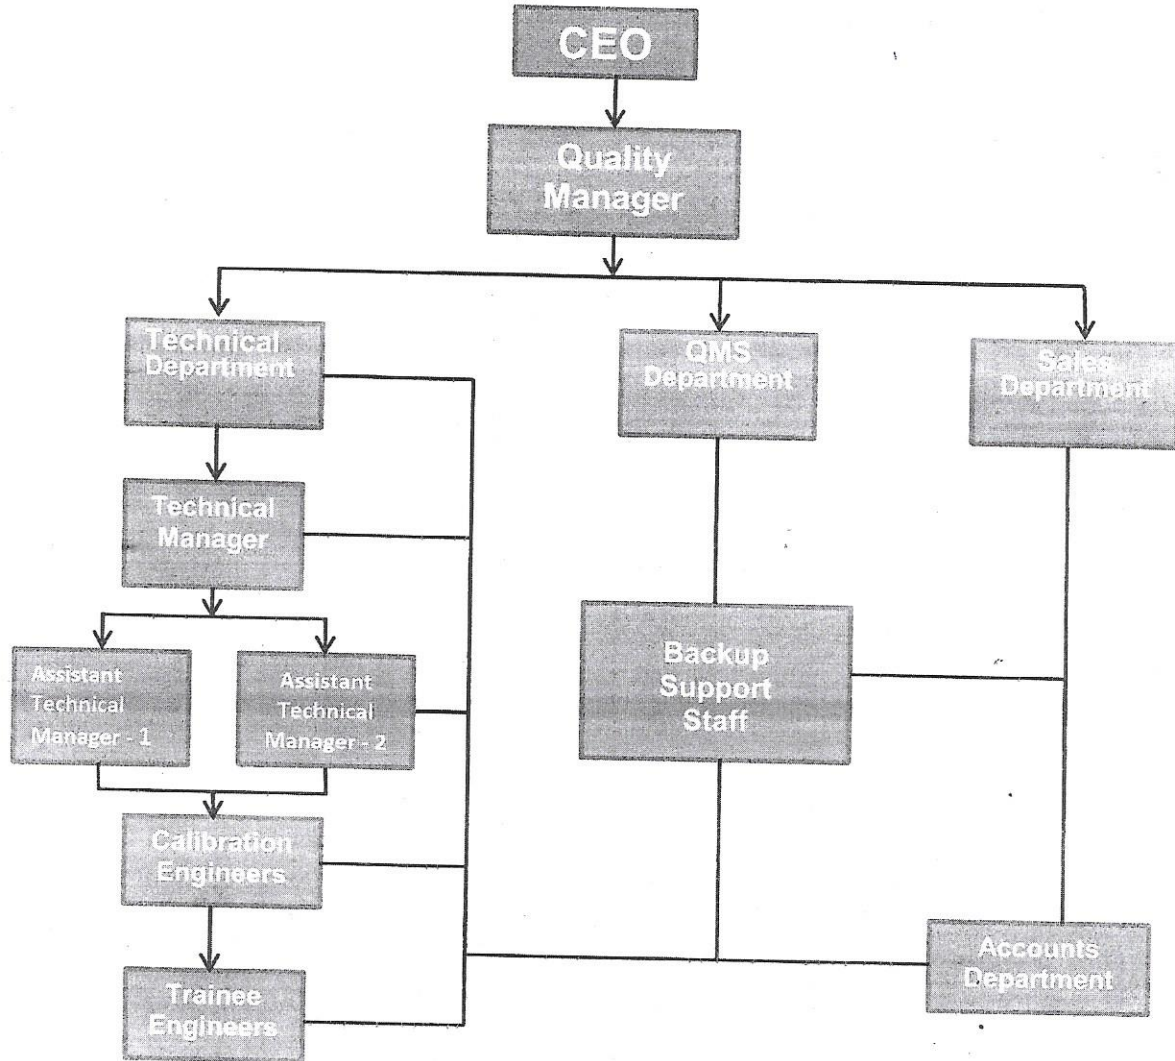 CEO
Quality
Manager
Technical
Department
QMS
Department
Sales
Department
Technical
Manager
Assistant
Technical
Manager - 1
Assistant
Technical
Manager - 2
Backup
Support
Staff
Calibration
Engineers
Accounts
Department
Trainee
Engineers